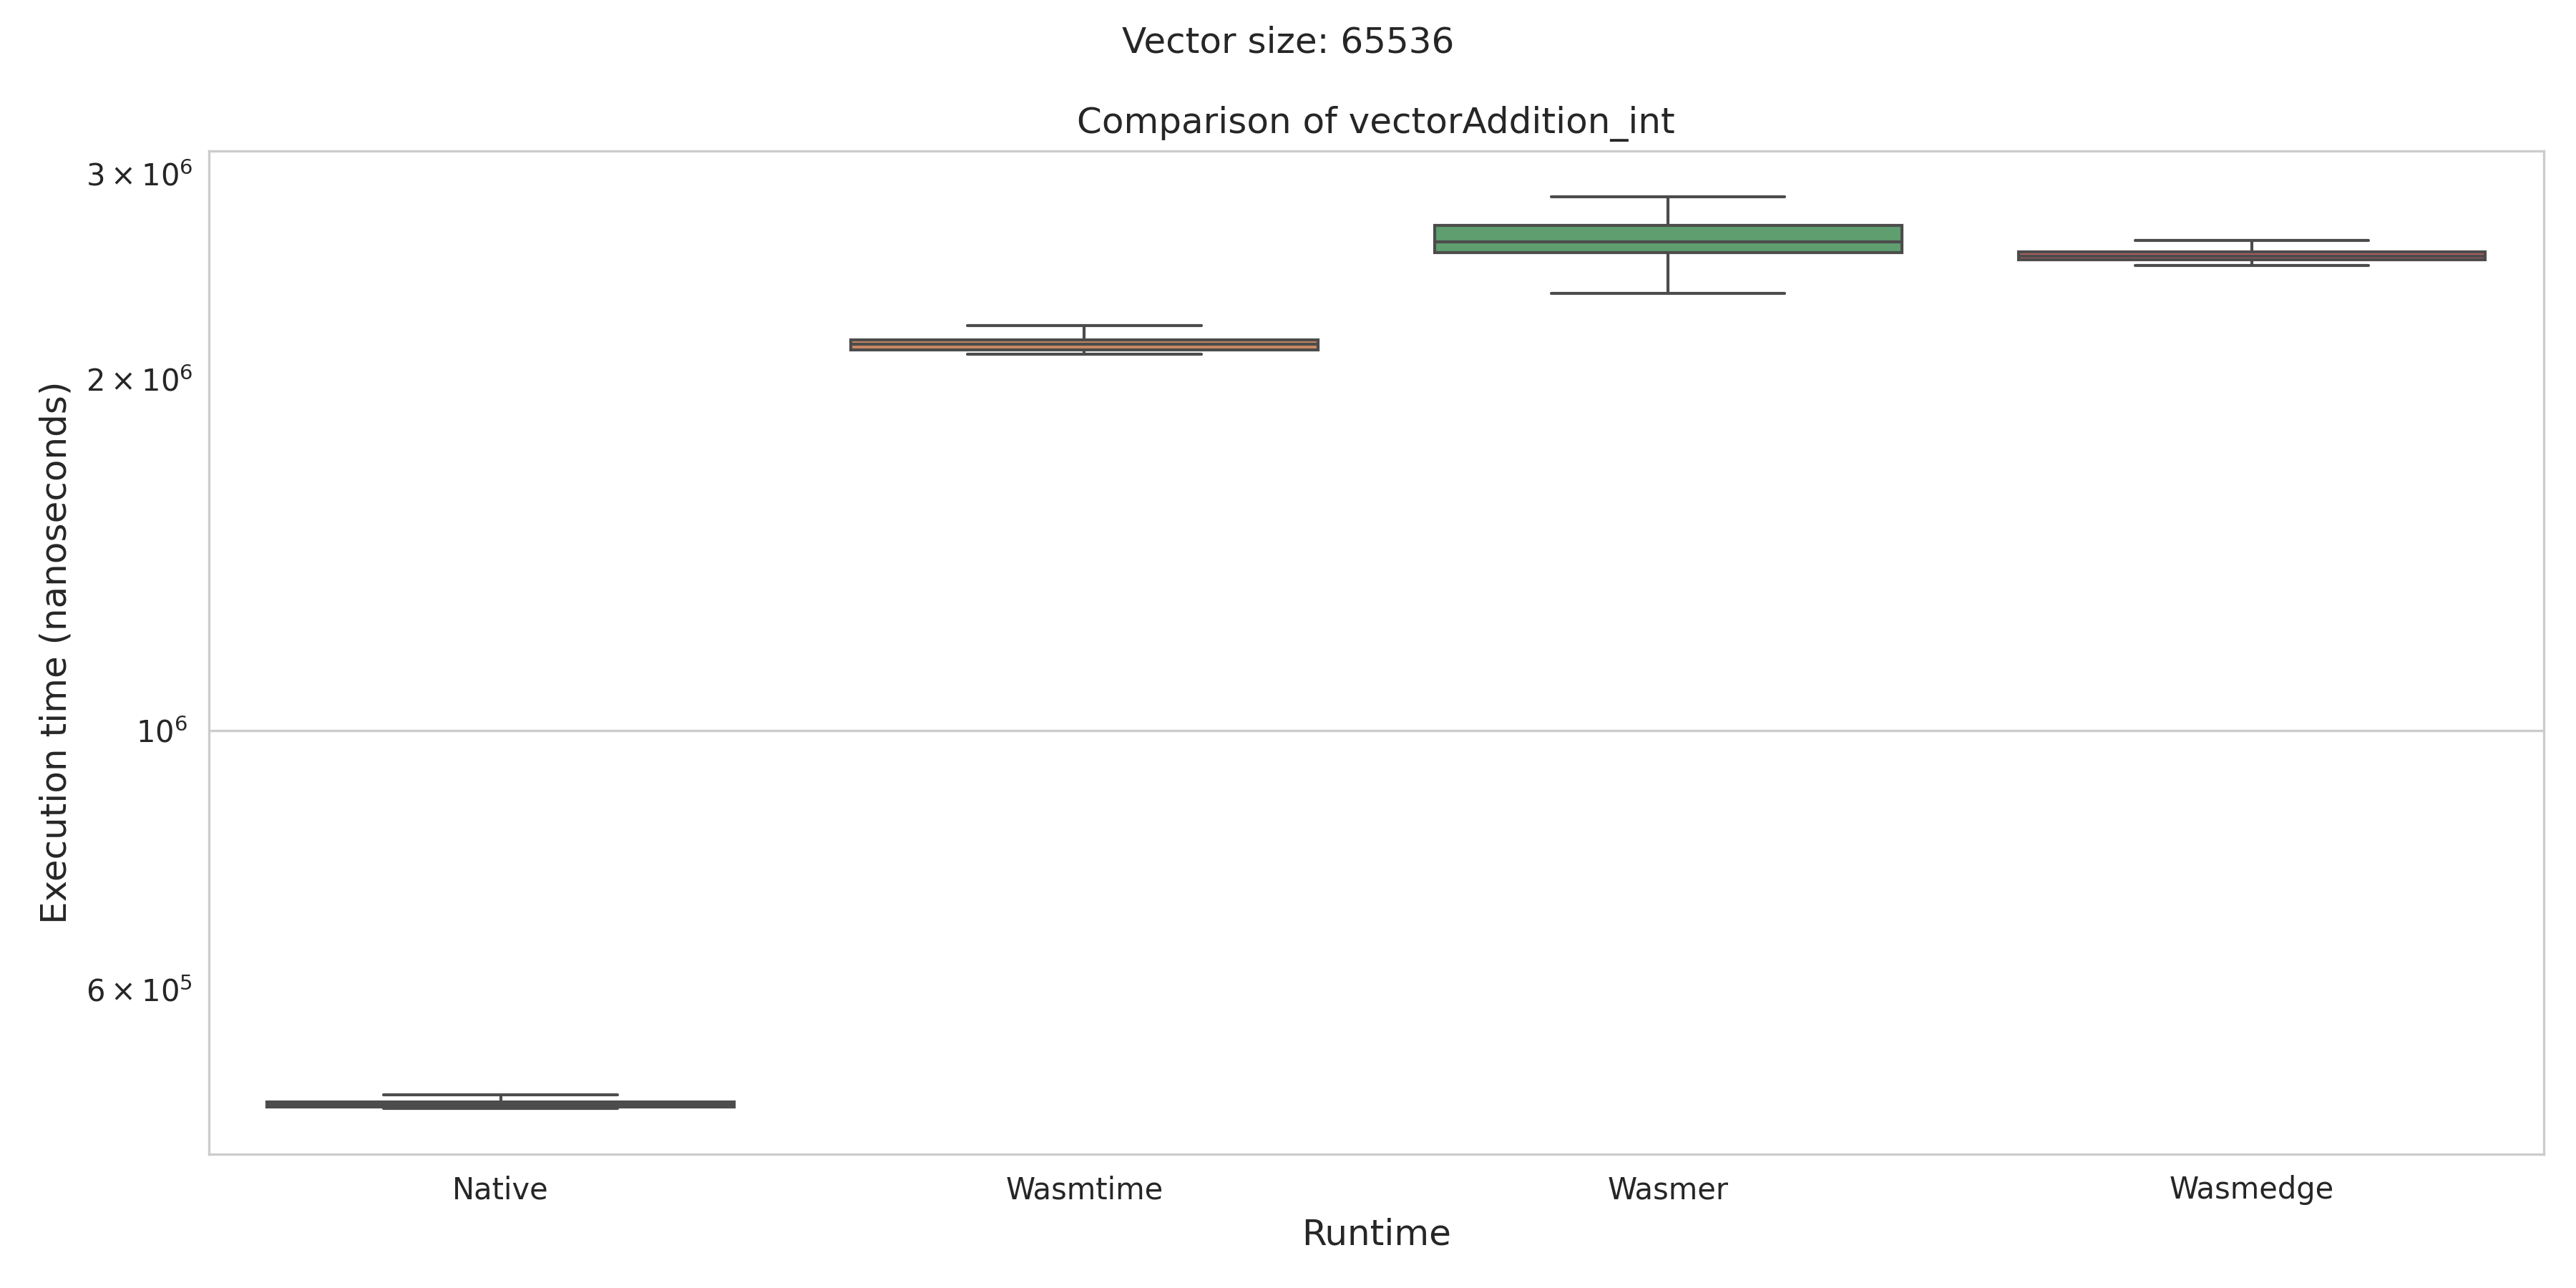 Vector size: 65536
Comparison of vectorAddition_int
3 × 10⁶
2 × 10⁶
10⁶
6 × 10⁵
Execution time (nanoseconds)
Native
Wasmtime
Wasmer
Wasmedge
Runtime